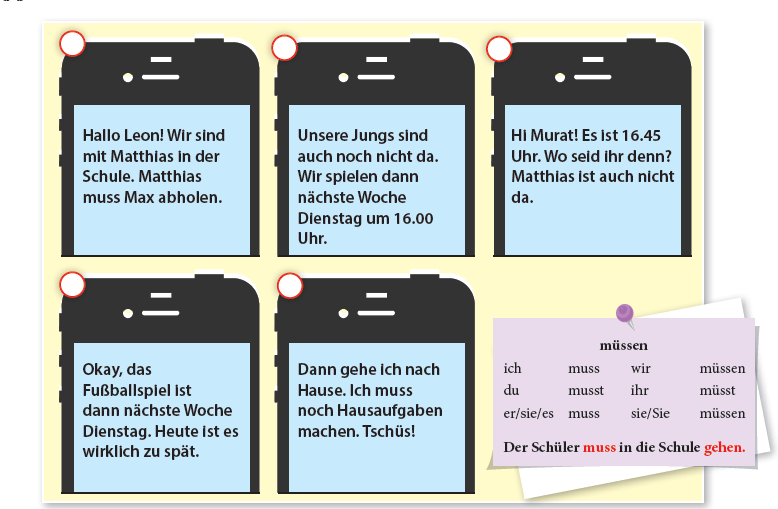 Hallo Leon! Wir sind
mit Matthias in der
Schule. Matthias
muss Max abholen.
Unsere Jungs sind
auch noch nicht da.
Wir spielen dann
nächste Woche
Dienstag um 16.00
Uhr.
Hi Murat! Es ist 16.45
Uhr. Wo seid ihr denn?
Matthias ist auch nicht
da.
Okay, das
Fußballspiel ist
dann nächste Woche
Dienstag. Heute ist es
wirklich zu spät.
Dann gehe ich nach
Hause. Ich muss
noch Hausaufgaben
machen. Tschüs!
müssen
ich muss wir müssen
du musst ihr müsst
er/sie/es muss sie/Sie müssen
Der Schüler muss in die Schule gehen.